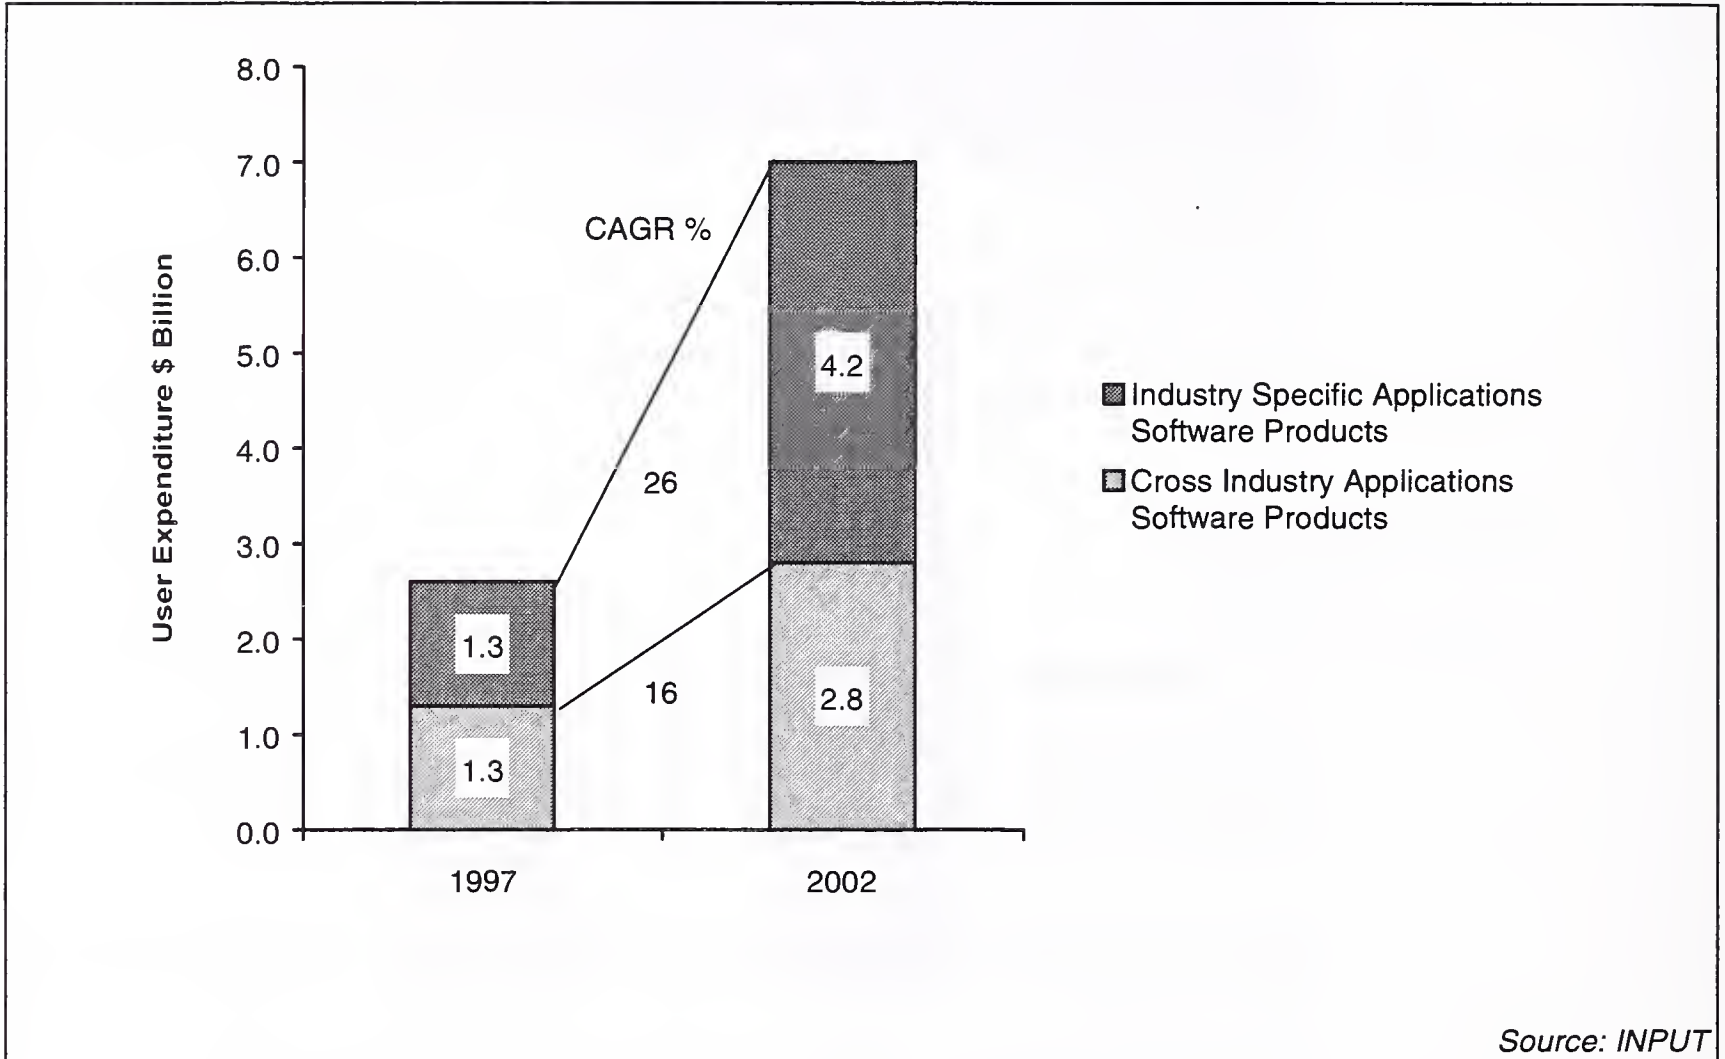 8.0
7.0
6.0
5.0
4.0
3.0
2.0
1.0
0.0
User Expenditure $ Billion
CAGR %
26
16
1.3
1.3
4.2
2.8
1997
2002
Industry Specific Applications
Software Products
Cross Industry Applications
Software Products
Source: INPUT